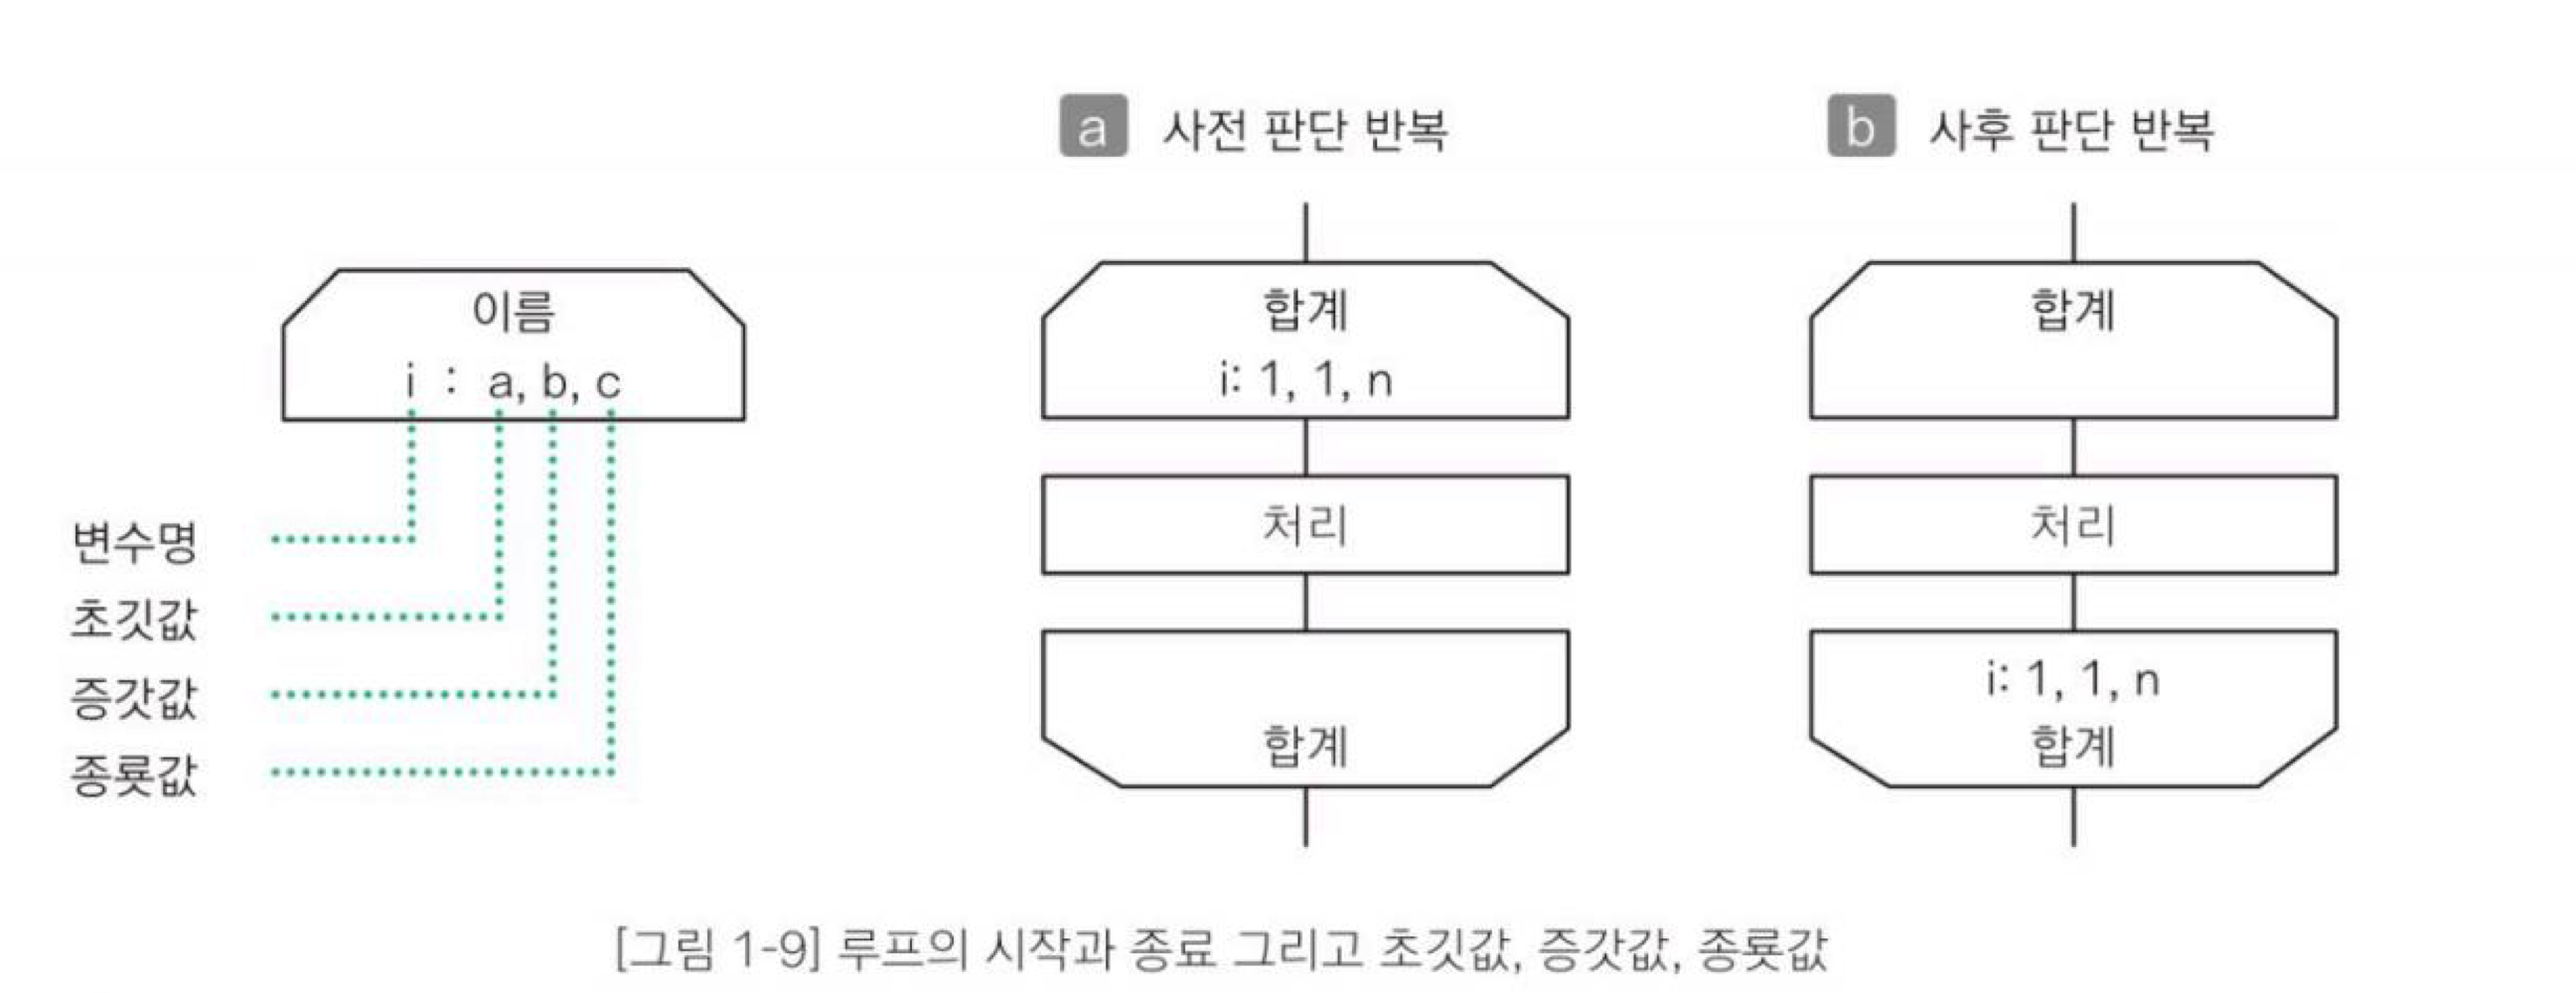 이름
i : a, b, c
변수명
초깃값
증갓값
종룟값
a 사전 판단 반복
합계
i: 1, 1, n
처리
합계
b 사후 판단 반복
합계
처리
i: 1, 1, n
합계
[그림 1-9] 루프의 시작과 종료 그리고 초깃값, 증갓값, 종룟값